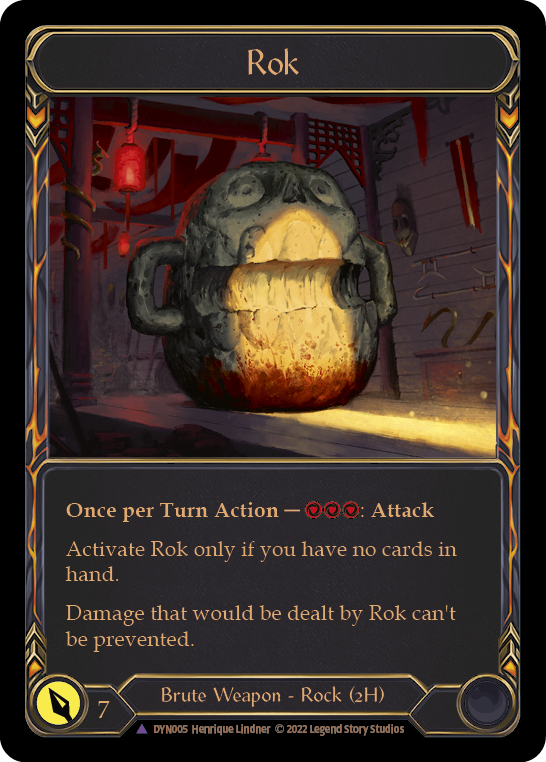 Rok
Once per Turn Action — : Attack
Activate Rok only if you have no cards in
hand.
Damage that would be dealt by Rok can't
be prevented.
7
Brute Weapon - Rock (2H)
DYN005 Henrique Lindner © 2022 Legend Story Studios